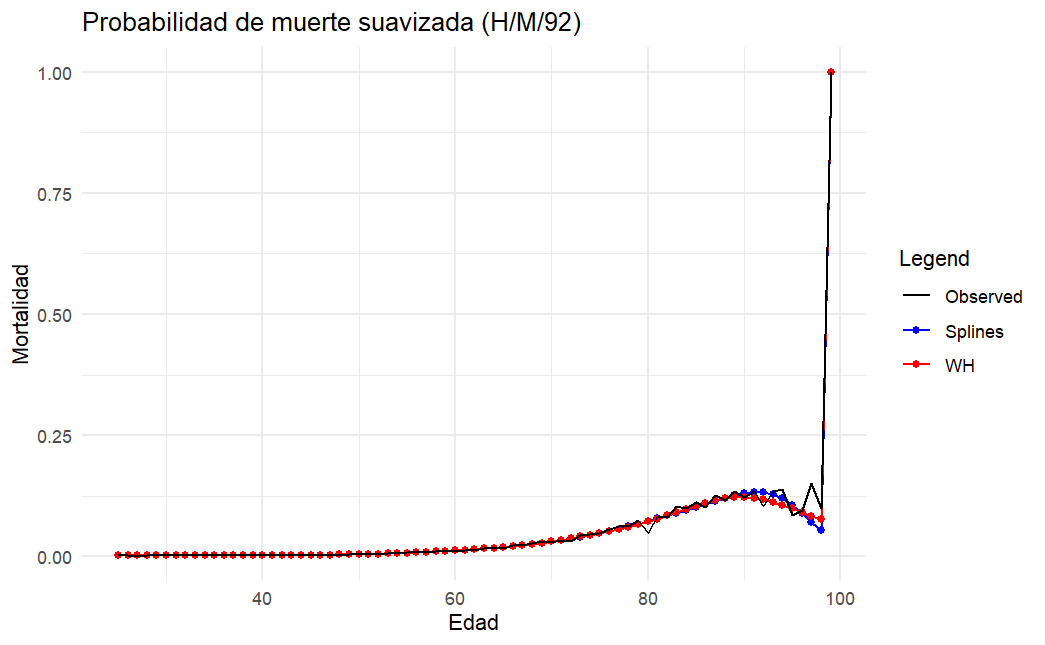 Probabilidad de muerte suavizada (H/M/92)
Mortalidad
1.00
0.75
0.50
0.25
0.00
40
60
80
100
Edad
Legend
Observed
Splines
WH